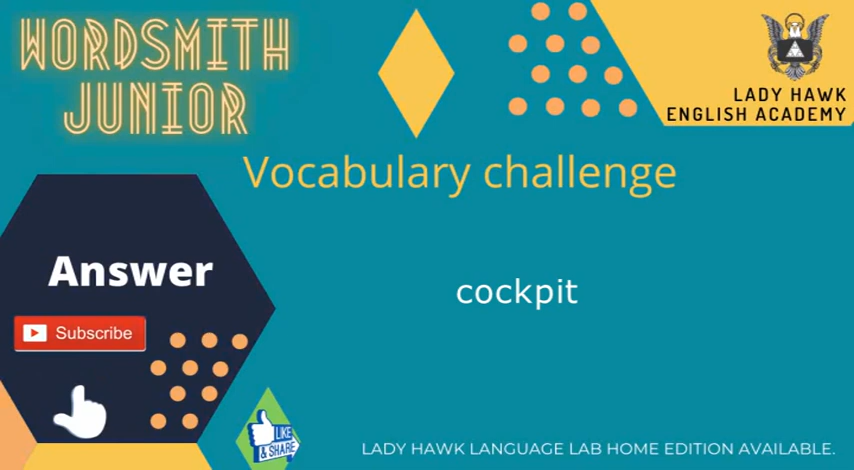 WORDSMITH
JUNIOR
LADY HAWK
ENGLISH ACADEMY
Vocabulary challenge
Answer
cockpit
Subscribe
LIKE
& SHARE
LADY HAWK LANGUAGE LAB HOME EDITION AVAILABLE.